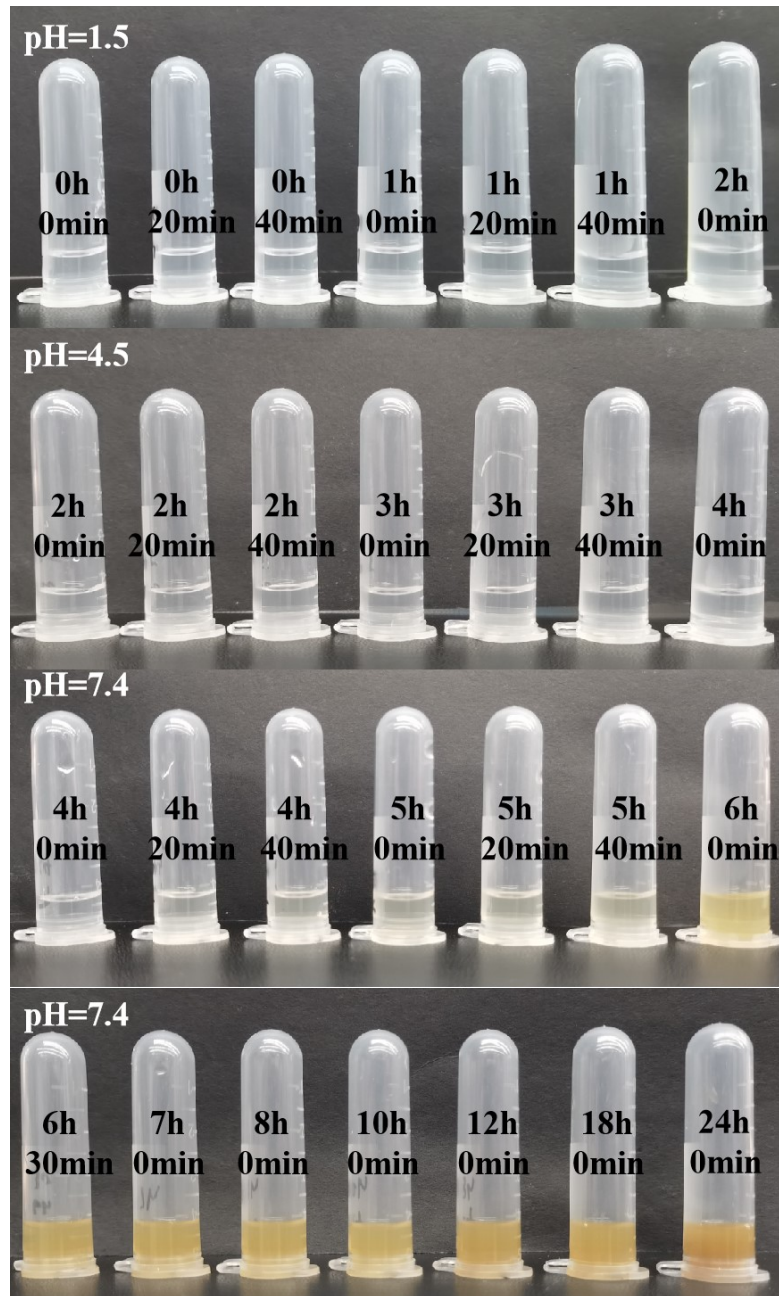 pH=1.5
0h 0h 0h 1h 1h 1h 2h
0min 20min 40min 0min 20min 40min 0min
pH=4.5
2h 2h 2h 3h 3h 3h 4h
0min 20min 40min 0min 20min 40min 0min
pH=7.4
4h 4h 4h 5h 5h 5h 6h
0min 20min 40min 0min 20min 40min 0min
pH=7.4
6h 7h 8h 10h 12h 18h 24h
30min 0min 0min 0min 0min 0min 0min